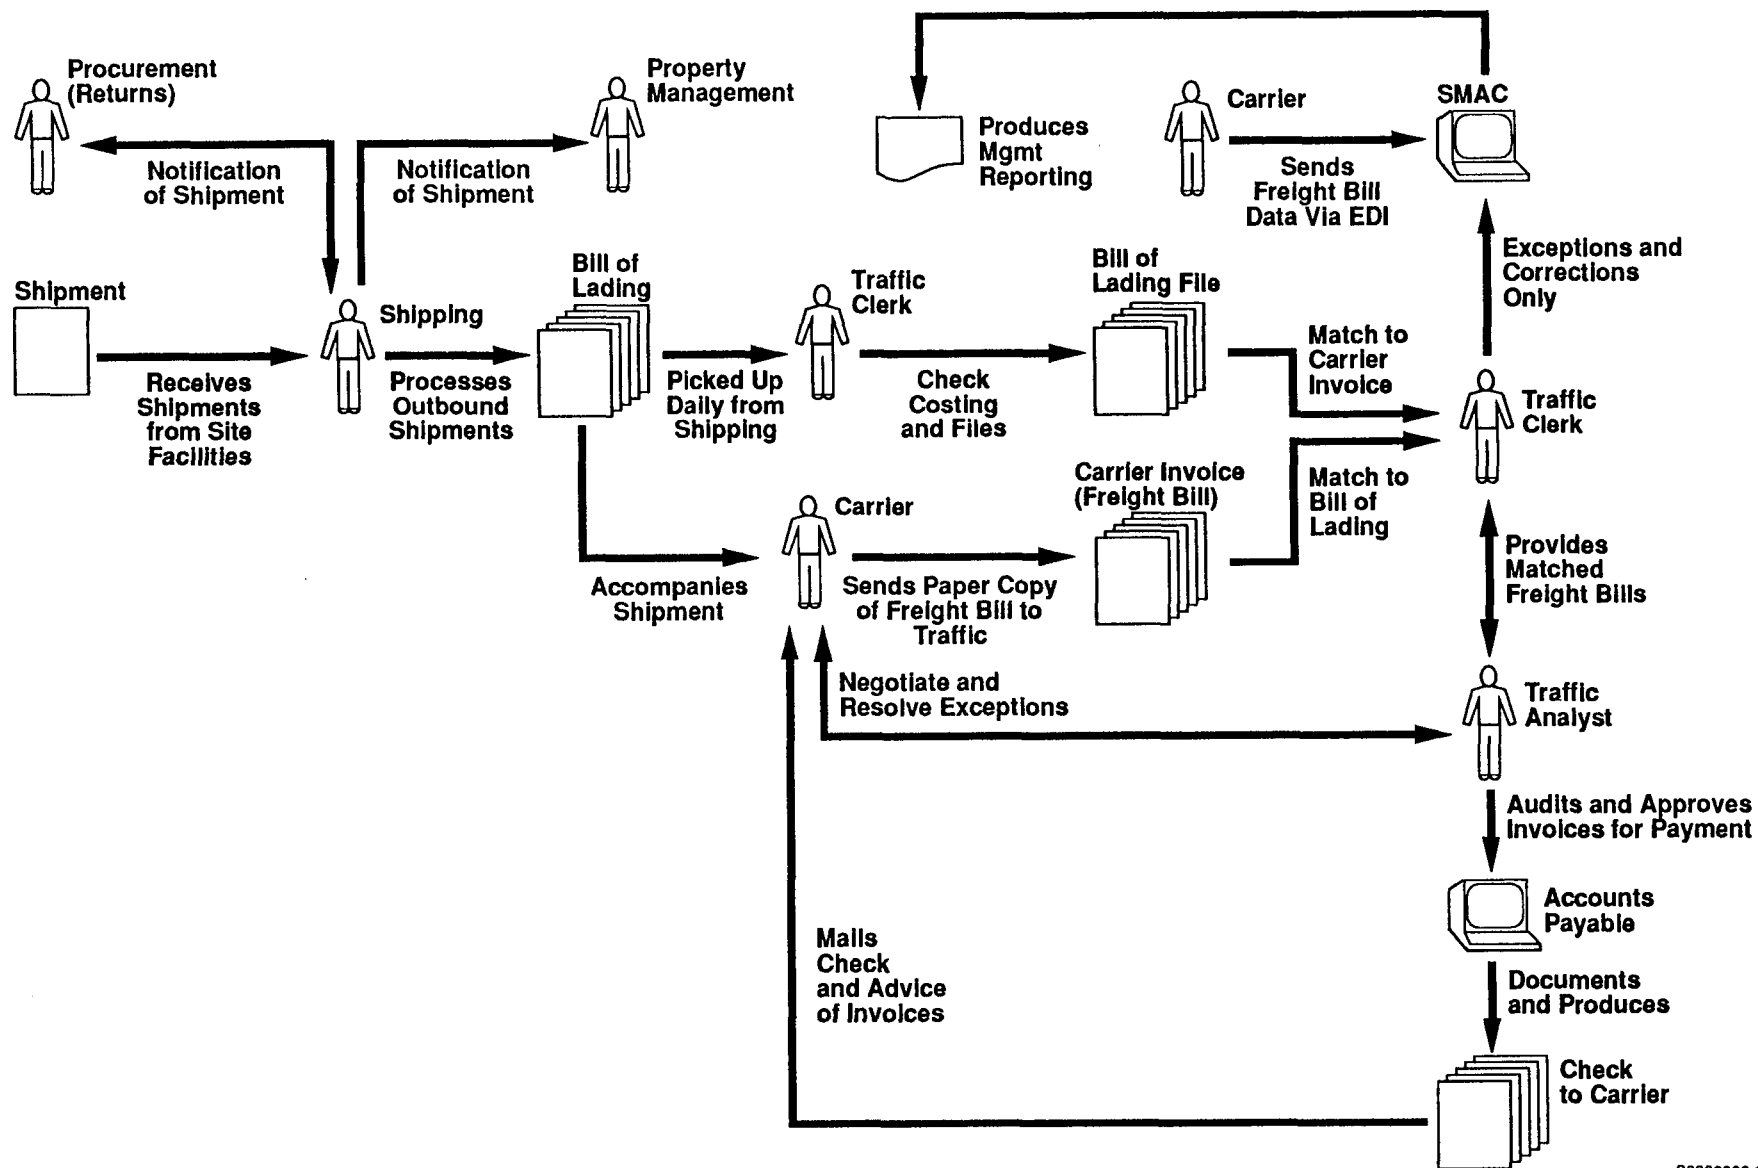 Procurement
(Returns)
Notification
of Shipment
Property
Management
Notification
of Shipment
Produces
Mgmt
Reporting
Carrier
Sends
Freight Bill
Data Via EDI
SMAC
Exceptions and
Corrections
Only
Shipment
Receives
Shipments
from Site
Facilities
Shipping
Processes
Outbound
Shipments
Bill of
Lading
Picked Up
Daily from
Shipping
Traffic
Clerk
Check
Costing
and Files
Bill of
Lading File
Match to
Carrier
Invoice
Traffic
Clerk
Accompanies
Shipment
Carrier
Sends Paper Copy
of Freight Bill to
Traffic
Carrier Invoice
(Freight Bill)
Match to
Bill of
Lading
Provides
Matched
Freight Bills
Negotiate and
Resolve Exceptions
Traffic
Analyst
Audits and Approves
Invoices for Payment
Accounts
Payable
Documents
and Produces
Check
to Carrier
Mails
Check
and Advice
of Invoices